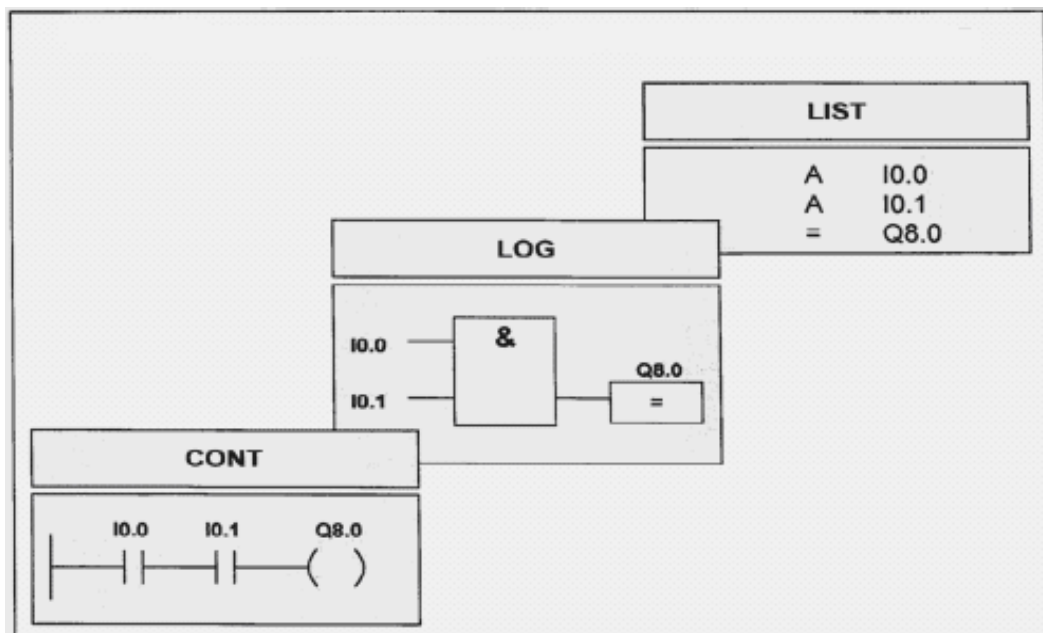 LIST
A I0.0
A I0.1
= Q8.0
LOG
I0.0
&
I0.1
Q8.0
=
CONT
I0.0 I0.1 Q8.0
( )